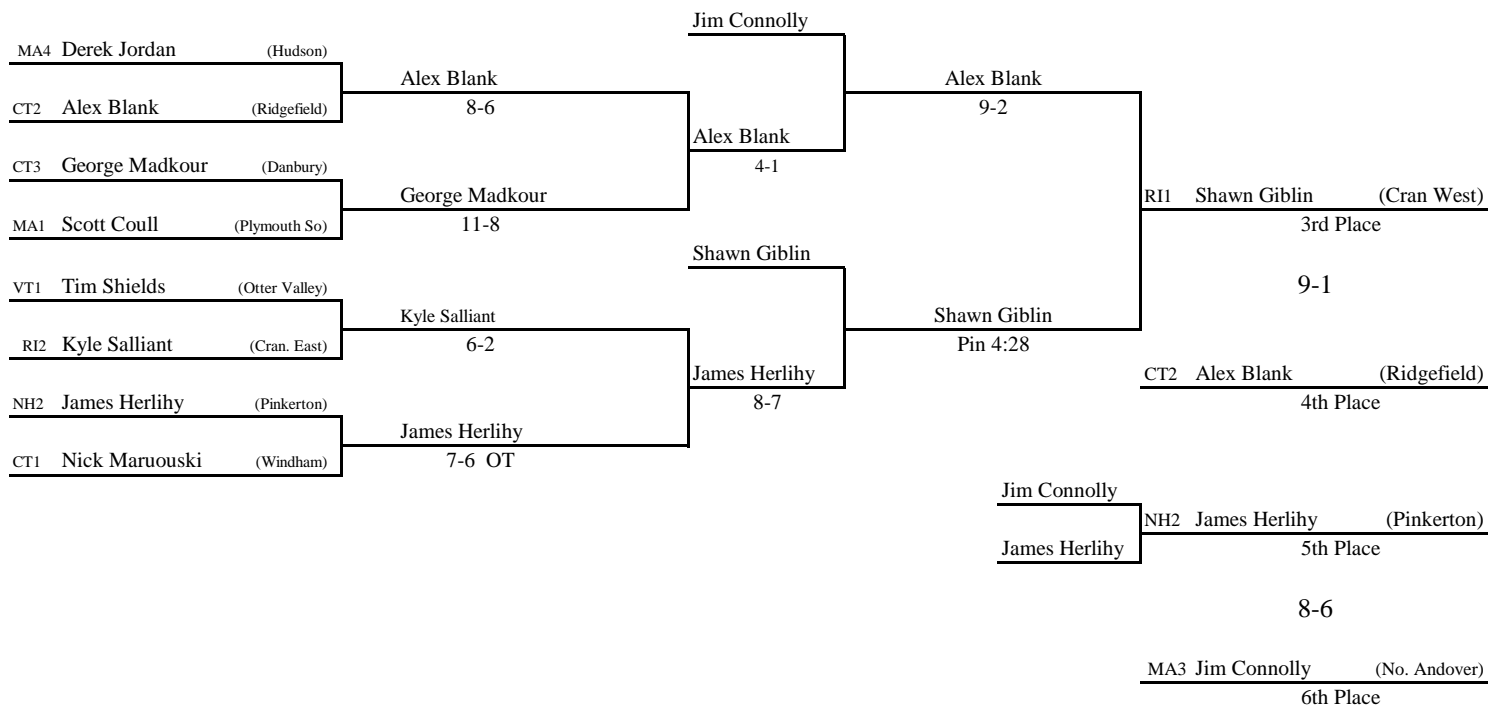 Jim Connolly
MA4 Derek Jordan (Hudson)
Alex Blank Alex Blank
CT2 Alex Blank (Ridgefield) 8-6 9-2
Alex Blank
CT3 George Madkour (Danbury) 4-1
George Madkour RI1 Shawn Giblin (Cran West)
MA1 Scott Coull (Plymouth So) 11-8 3rd Place
Shawn Giblin
VT1 Tim Shields (Otter Valley) 9-1
Kyle Salliant Shawn Giblin
RI2 Kyle Salliant (Cran. East) 6-2 Pin 4:28
James Herlihy CT2 Alex Blank (Ridgefield)
NH2 James Herlihy (Pinkerton) 8-7 4th Place
James Herlihy
CT1 Nick Maruouski (Windham) 7-6 OT
Jim Connolly
NH2 James Herlihy (Pinkerton)
James Herlihy 5th Place
8-6
MA3 Jim Connolly (No. Andover)
6th Place